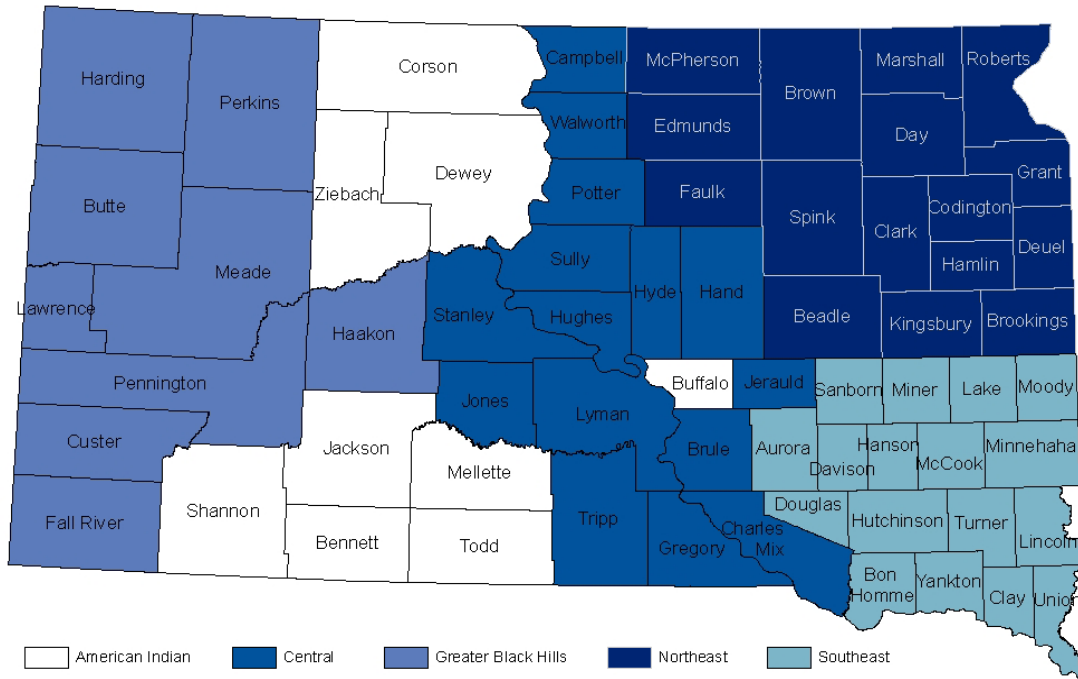 Harding
Perkins
Corson
Campbell
McPherson
Brown
Marshall
Roberts
Walworth
Edmunds
Day
Butte
Ziebach
Dewey
Potter
Faulk
Spink
Clark
Codington
Grant
Meade
Sully
Hyde
Hand
Hamlin
Deuel
Lawrence
Haakon
Stanley
Hughes
Beadle
Kingsbury
Brookings
Pennington
Jones
Lyman
Buffalo
Jerauld
Sanborn
Miner
Lake
Moody
Custer
Jackson
Mellette
Brule
Aurora
Davison
Hanson
McCook
Minnehaha
Fall River
Shannon
Bennett
Todd
Tripp
Gregory
Charles
Mix
Douglas
Hutchinson
Turner
Lincoln
Bon
Homme
Yankton
Clay
Union
American Indian
Central
Greater Black Hills
Northeast
Southeast